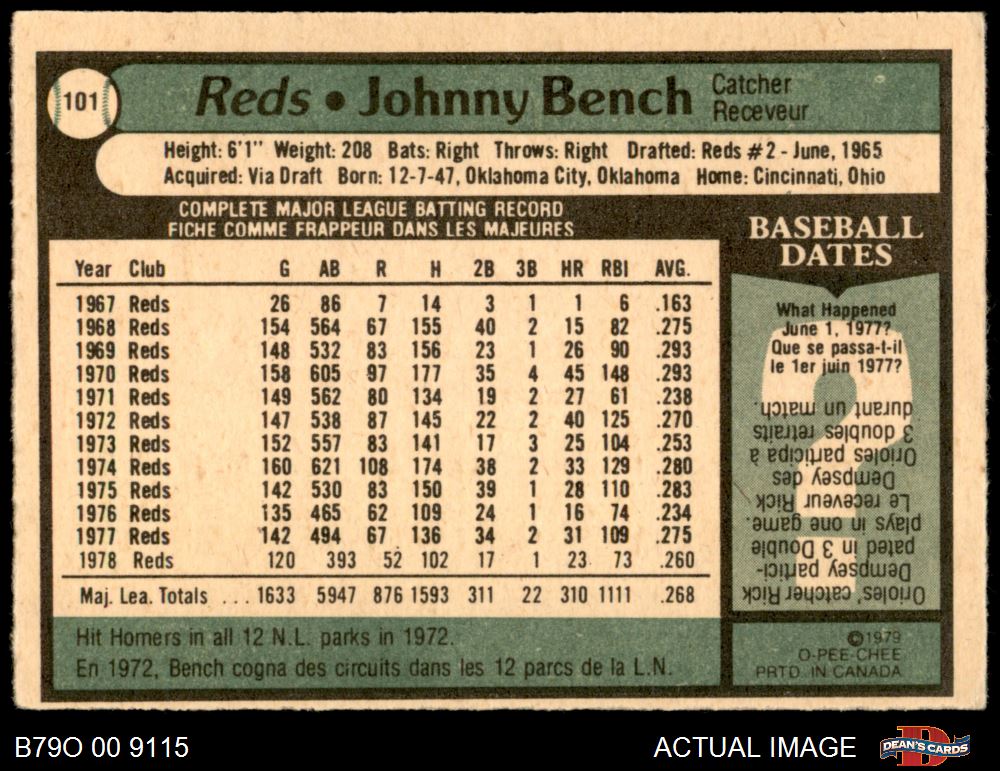 101
Reds • Johnny Bench
Catcher
Receveur
Height: 6'1" Weight: 208 Bats: Right Throws: Right Drafted: Reds #2 - June, 1965
Acquired: Via Draft Born: 12-7-47, Oklahoma City, Oklahoma Home: Cincinnati, Ohio
COMPLETE MAJOR LEAGUE BATTING RECORD
FICHE COMME FRAPPEUR DANS LES MAJEURES
Year Club G AB R H 2B 3B HR RBI AVG.
1967 Reds 26 86 7 14 3 1 1 6 .163
1968 Reds 154 564 67 155 40 2 15 82 .275
1969 Reds 148 532 83 156 23 1 26 90 .293
1970 Reds 158 605 97 177 35 4 45 148 .293
1971 Reds 149 562 80 134 19 2 27 61 .238
1972 Reds 147 538 87 145 22 2 40 125 .270
1973 Reds 152 557 83 141 17 3 25 104 .253
1974 Reds 160 621 108 174 38 2 33 129 .280
1975 Reds 142 530 83 150 39 1 28 110 .283
1976 Reds 135 465 62 109 24 1 16 74 .234
1977 Reds 142 494 67 136 34 2 31 109 .275
1978 Reds 120 393 52 102 17 1 23 73 .260
Maj. Lea. Totals ... 1633 5947 876 1593 311 22 310 1111 .268
Hit Homers in all 12 N.L. parks in 1972.
En 1972, Bench cogna des circuits dans les 12 parcs de la L.N.
BASEBALL
DATES
What Happened
June 1, 1977?
Que se passa-t-il
le 1er juin 1977?
Orioles' catcher Rick
Dempsey partici-
pated in 3 Double
plays in one game.
Le receveur Rick
Dempsey des
Orioles participa à
3 doubles retraits
durant un match.
©1979
O-PEE-CHEE
PRTD. IN CANADA
B79O 00 9115
ACTUAL IMAGE
DEAN'S CARDS